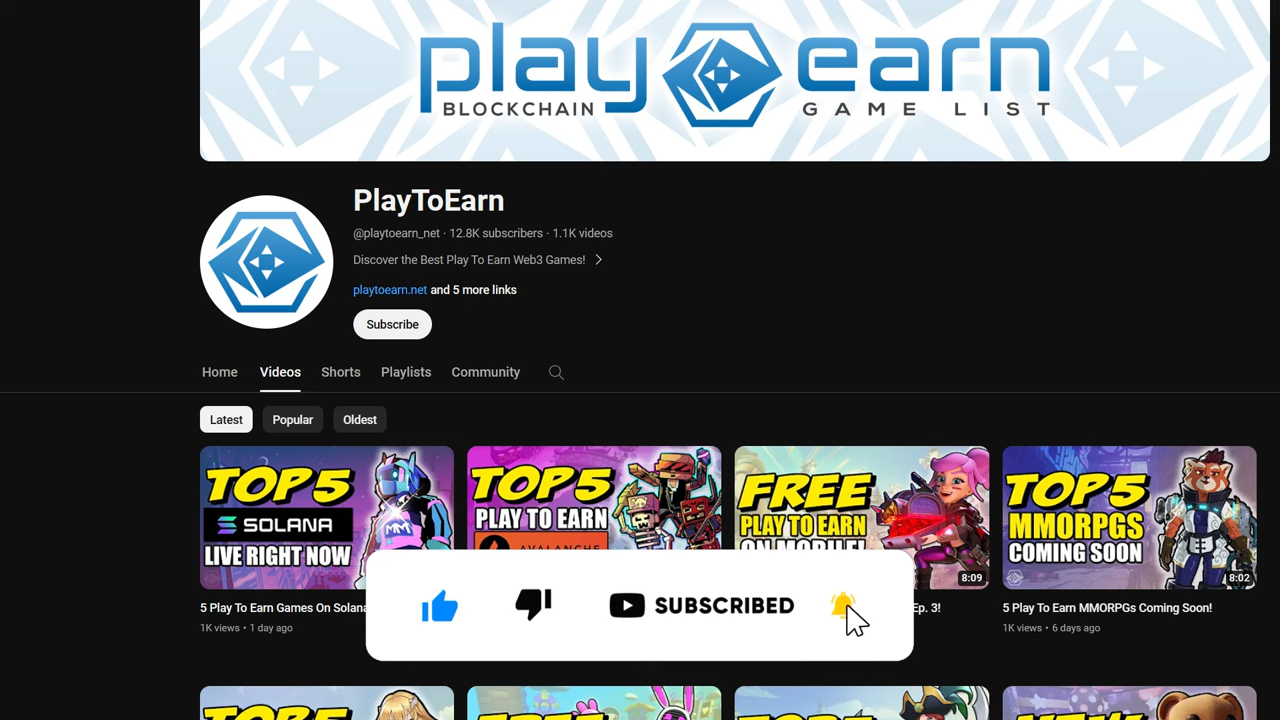 play earn
BLOCKCHAIN GAME LIST
PlayToEarn
@playtoearn_net · 12.8K subscribers · 1.1K videos
Discover the Best Play To Earn Web3 Games!
playtoearn.net and 5 more links
Subscribe
Home Videos Shorts Playlists Community
Latest Popular Oldest
TOP 5
SOLANA
LIVE RIGHT NOW
TOP 5
PLAY TO EARN
AVALANCHE
FREE
PLAY TO EARN
ON MOBILE!
8:09
TOP 5
MMORPGS
COMING SOON
8:02
5 Play To Earn Games On Solana
Ep. 3!
5 Play To Earn MMORPGs Coming Soon!
1K views • 1 day ago
1K views • 6 days ago
SUBSCRIBED